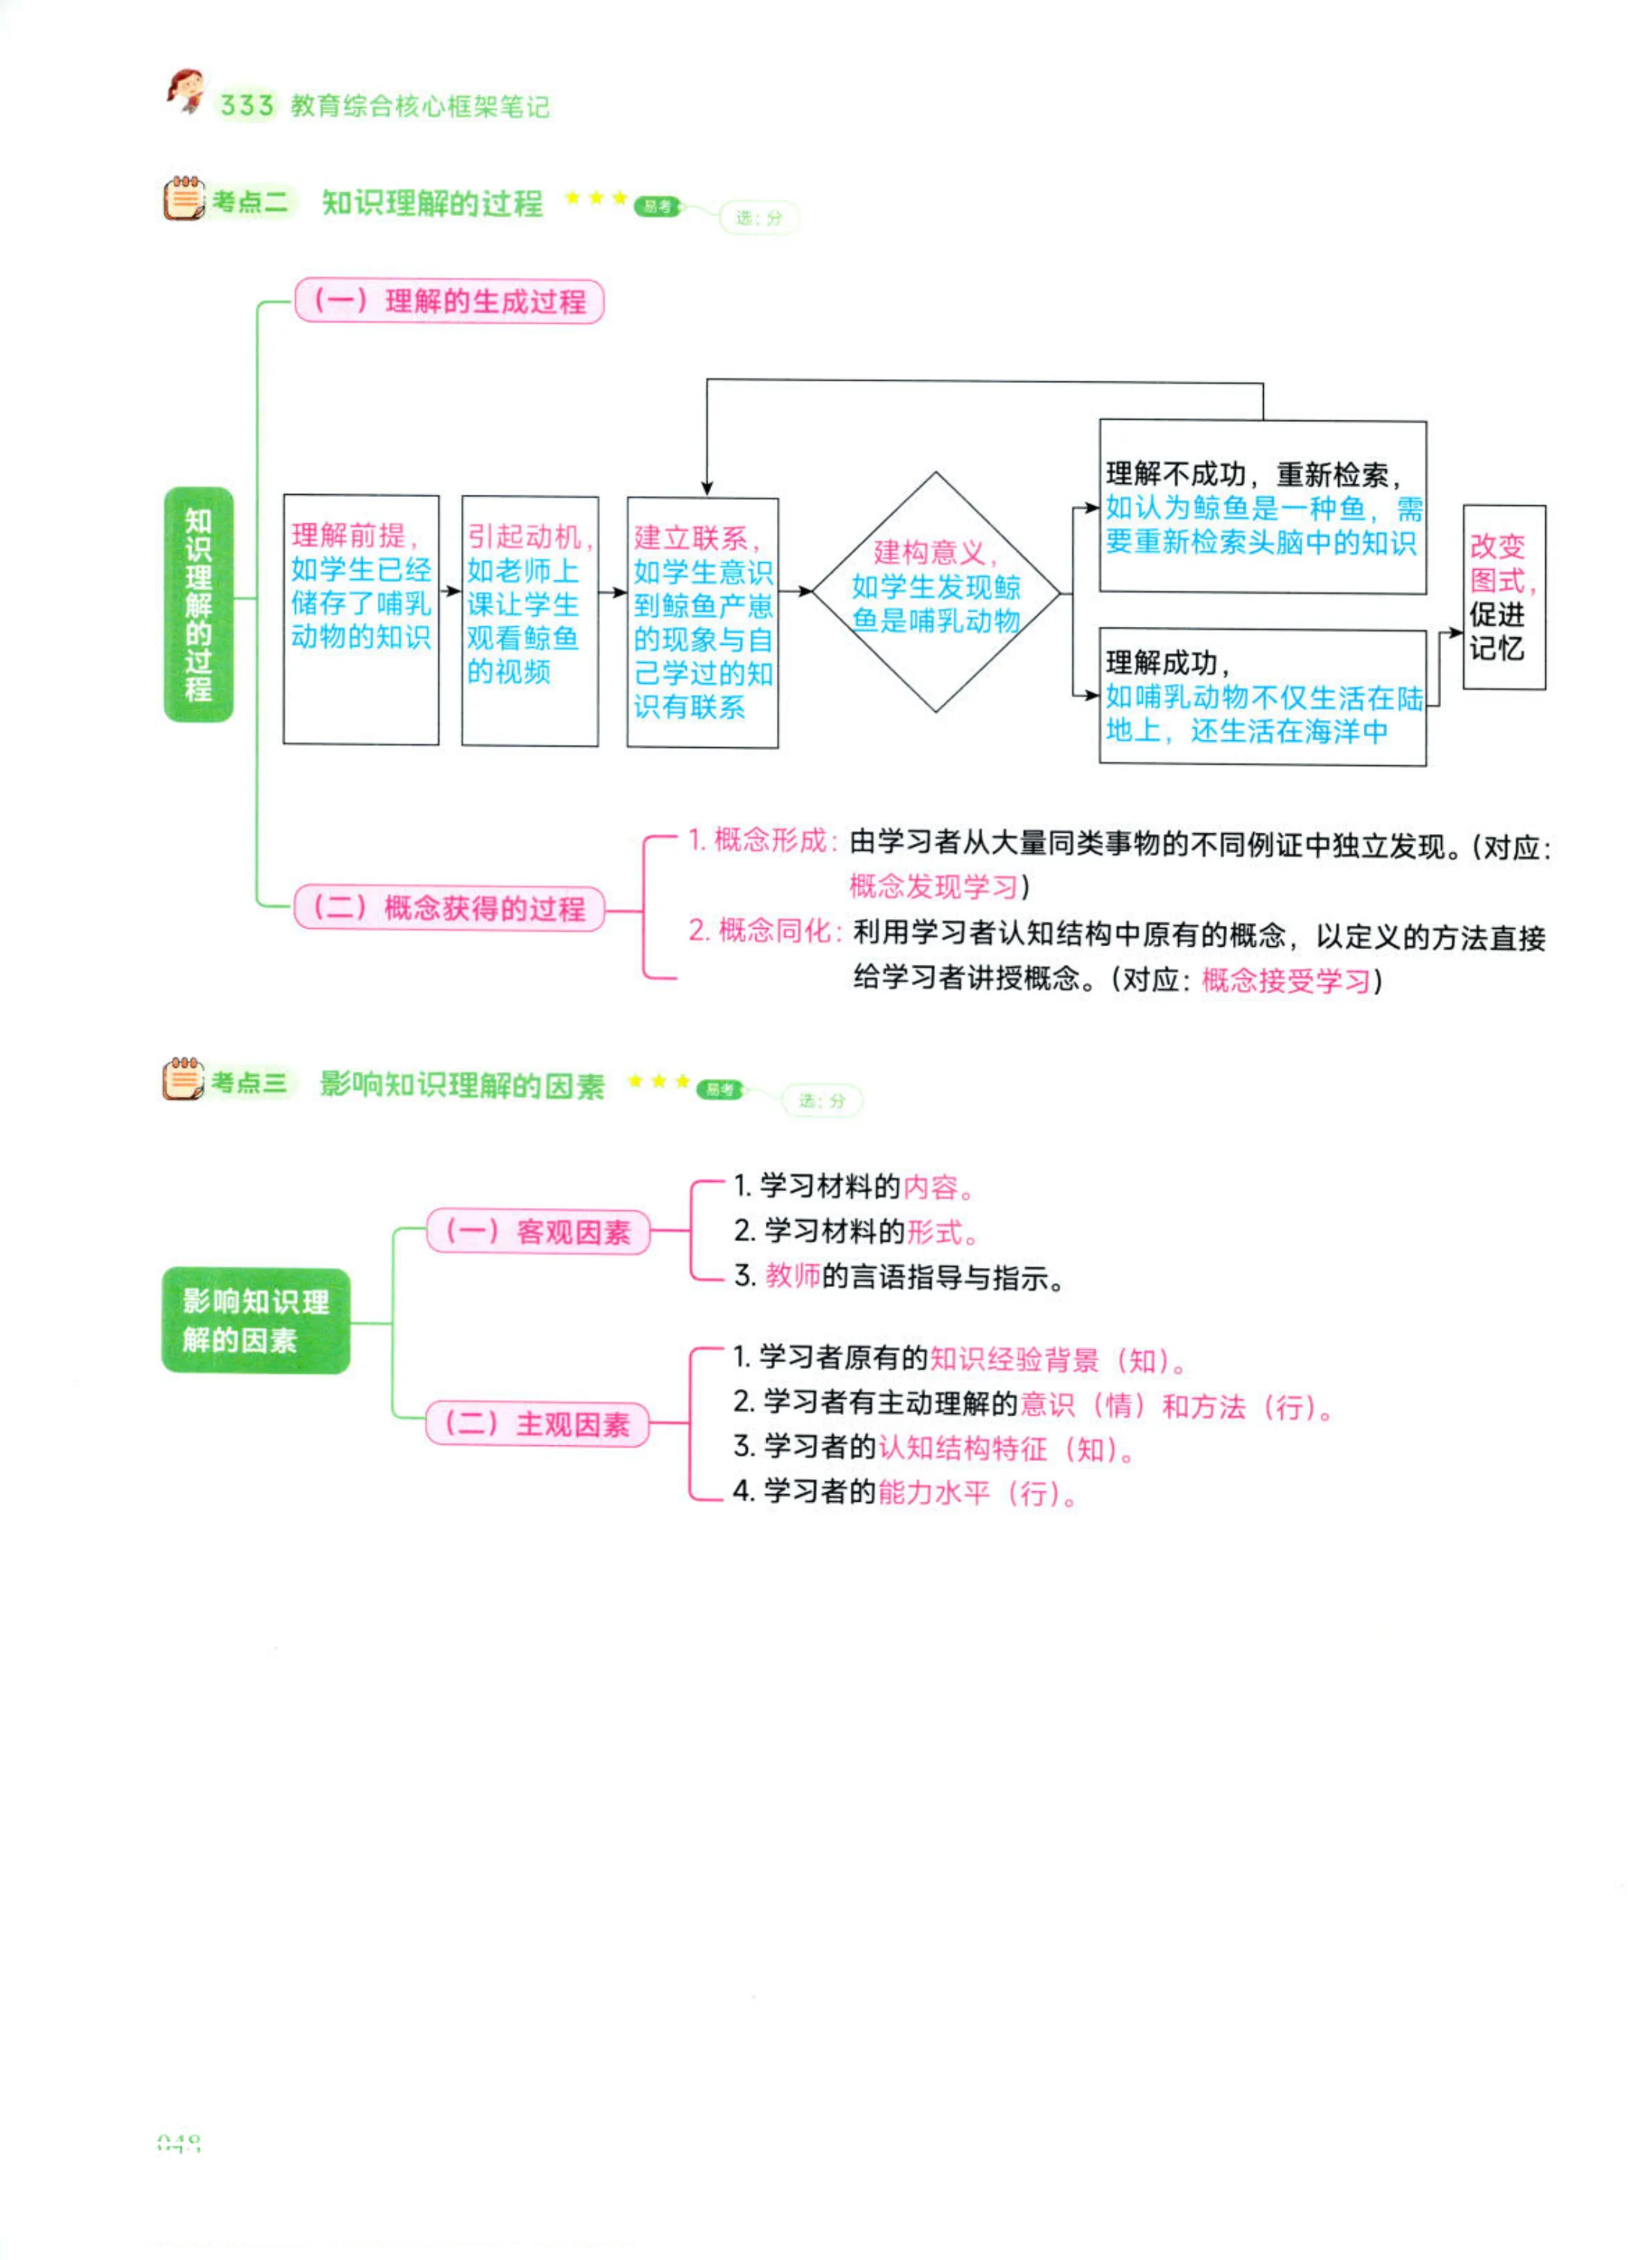 333 教育综合核心框架笔记
考点二 知识理解的过程 易考
选:分
知识理解的过程
（一）理解的生成过程
理解前提，
如学生已经
储存了哺乳
动物的知识
引起动机，
如老师上
课让学生
观看鲸鱼
的视频
建立联系，
如学生意识
到鲸鱼产崽
的现象与自
己学过的知
识有联系
建构意义，
如学生发现鲸
鱼是哺乳动物
理解不成功，重新检索，
如认为鲸鱼是一种鱼，需
要重新检索头脑中的知识
理解成功，
如哺乳动物不仅生活在陆
地上，还生活在海洋中
改变
图式，
促进
记忆
（二）概念获得的过程
1. 概念形成：由学习者从大量同类事物的不同例证中独立发现。（对应：
概念发现学习）
2. 概念同化：利用学习者认知结构中原有的概念，以定义的方法直接
给学习者讲授概念。（对应：概念接受学习）
考点三 影响知识理解的因素 易考
选:分
影响知识理
解的因素
（一）客观因素
1. 学习材料的内容。
2. 学习材料的形式。
3. 教师的言语指导与指示。
（二）主观因素
1. 学习者原有的知识经验背景（知）。
2. 学习者有主动理解的意识（情）和方法（行）。
3. 学习者的认知结构特征（知）。
4. 学习者的能力水平（行）。
048